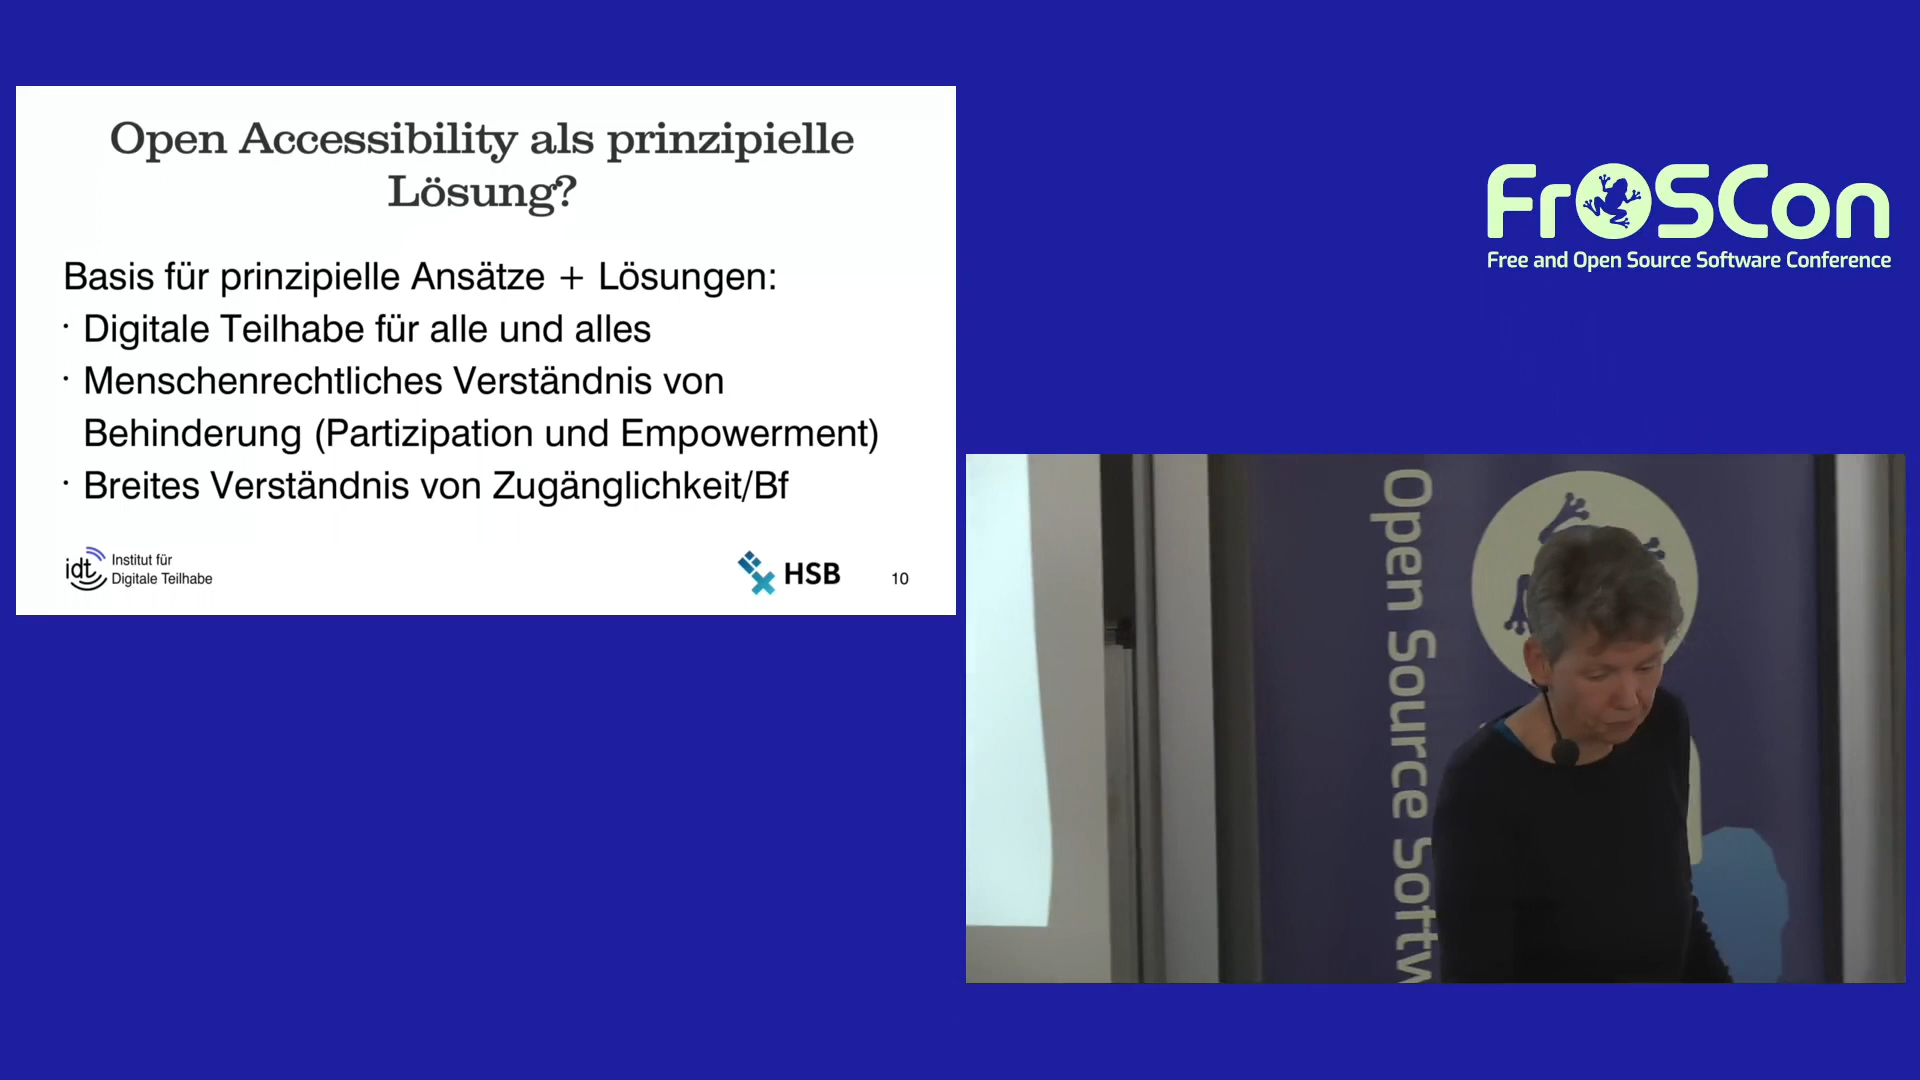 Open Accessibility als prinzipielle
Lösung?
Basis für prinzipielle Ansätze + Lösungen:
· Digitale Teilhabe für alle und alles
· Menschenrechtliches Verständnis von
Behinderung (Partizipation und Empowerment)
· Breites Verständnis von Zugänglichkeit/Bf
idt Institut für
Digitale Teilhabe
HSB
10
FrOSCon
Free and Open Source Software Conference
Open Source Softw